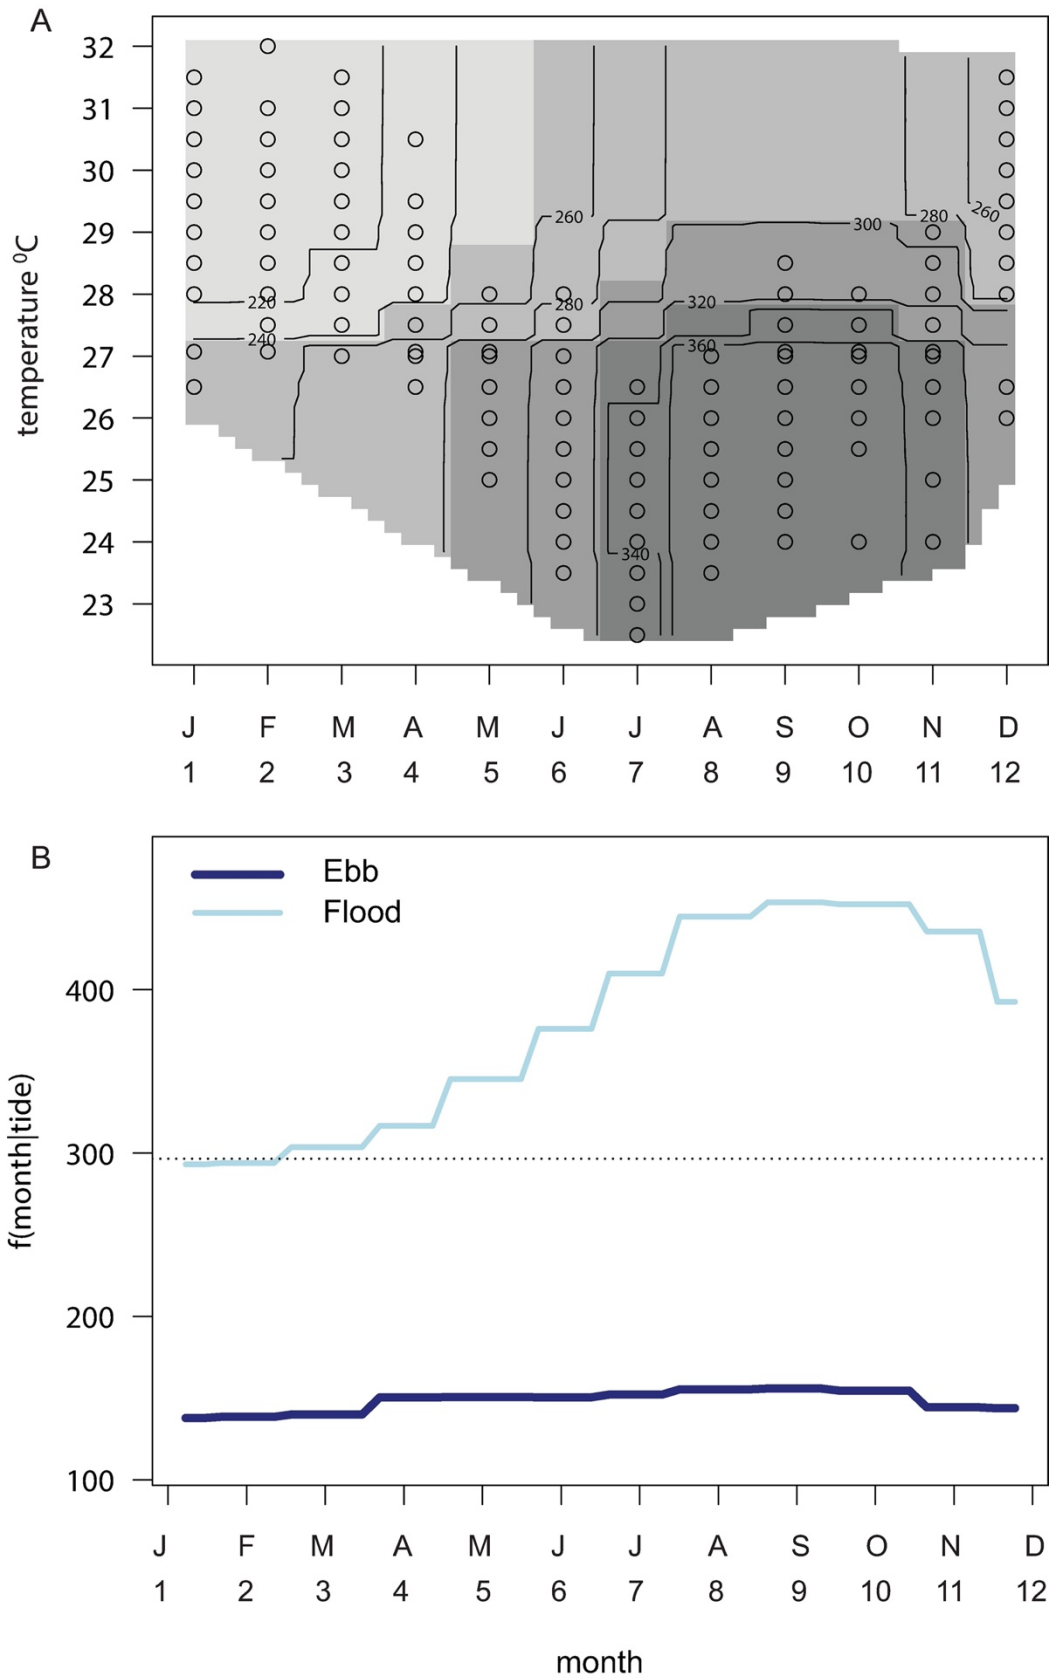 A
32
31
30
29
28
27
26
25
24
23
temperature ⁰C
260
280
260
300
220
280
320
240
360
340
J F M A M J J A S O N D
1 2 3 4 5 6 7 8 9 10 11 12
B
Ebb
Flood
400
300
200
100
f(month|tide)
J F M A M J J A S O N D
1 2 3 4 5 6 7 8 9 10 11 12
month